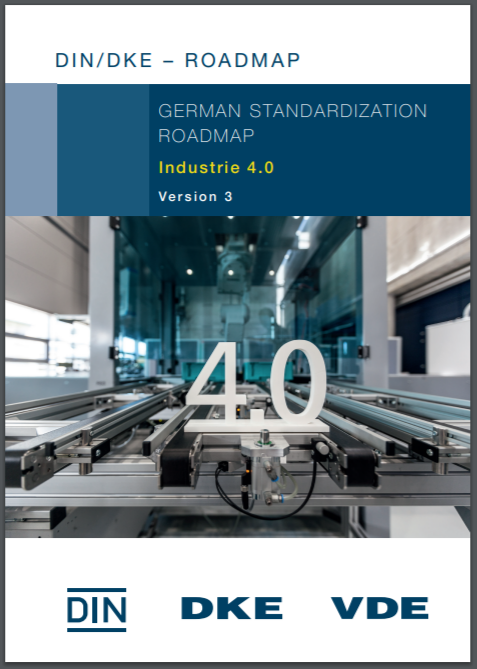 DIN/DKE – ROADMAP
GERMAN STANDARDIZATION
ROADMAP
Industrie 4.0
Version 3
4.0
DIN DKE VDE